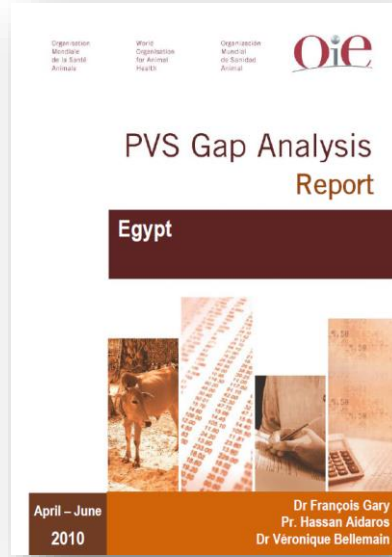 Organisation
Mondiale
de la Santé
Animale
World
Organisation
for Animal
Health
Organización
Mundial
de Sanidad
Animal
Oie
PVS Gap Analysis
Report
Egypt
April – June
2010
Dr François Gary
Pr. Hassan Aidaros
Dr Véronique Bellemain